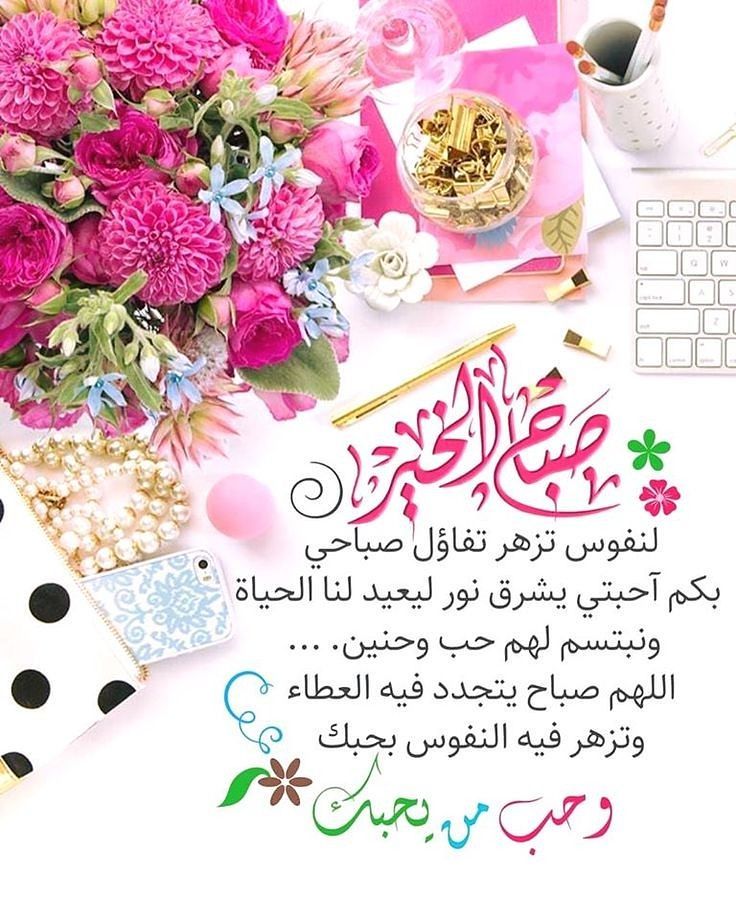 صباح الخير
لنفوس تزهر تفاؤل صباحي
بكم آحبتي يشرق نور ليعيد لنا الحياة
ونبتسم لهم حب وحنين. ...
اللهم صباح يتجدد فيه العطاء
وتزهر فيه النفوس بحبك
وحب من يحبك